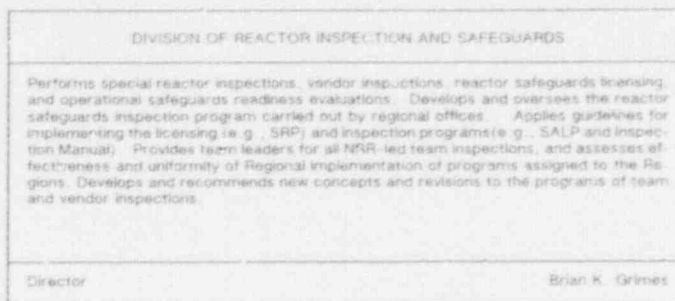 DIVISION OF REACTOR INSPECTION AND SAFEGUARDS
Performs special reactor inspections, vendor inspections, reactor safeguards licensing,
and operational safeguards readiness evaluations. Develops and oversees the reactor
safeguards inspection program carried out by regional offices. Applies guidelines for
implementing the licensing (e.g., SRP) and inspection programs (e.g., SALP and Inspec-
tion Manual). Provides team leaders for all NRR-led team inspections, and assesses ef-
fectiveness and uniformity of Regional implementation of programs assigned to the Re-
gions. Develops and recommends new concepts and revisions to the programs of team
and vendor inspections.
Director Brian K. Grimes